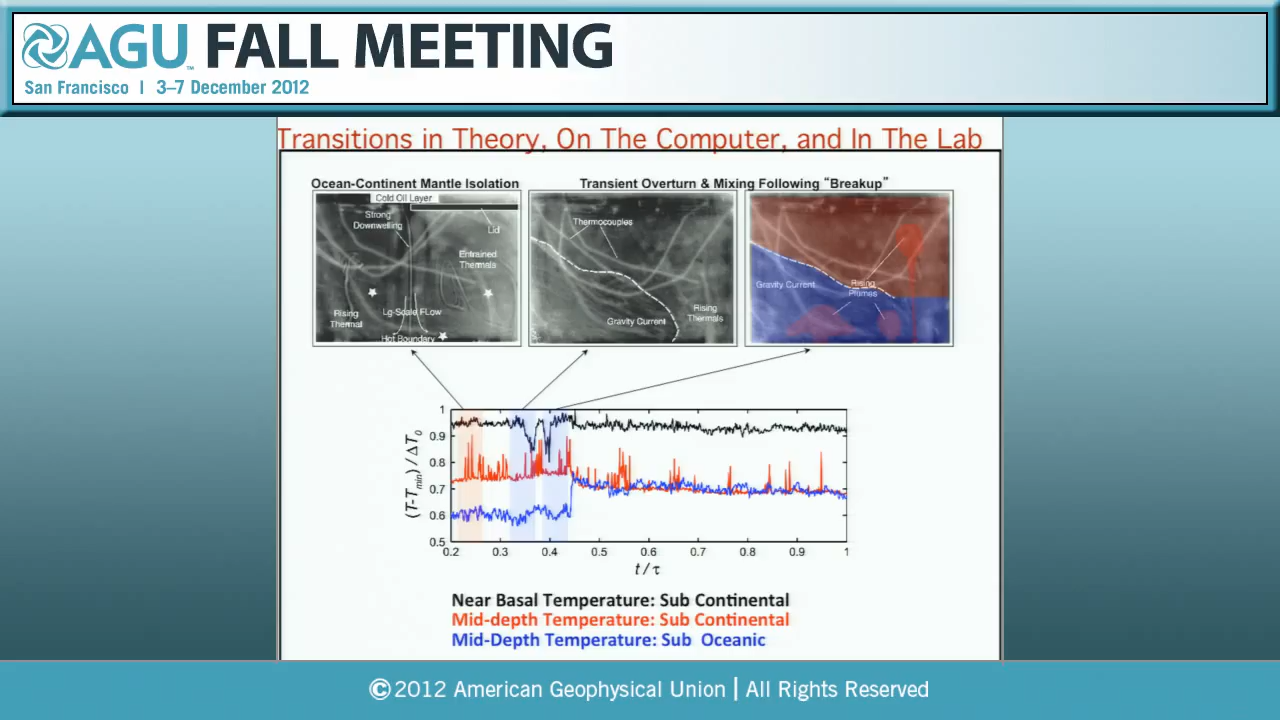 AGU™ FALL MEETING
San Francisco | 3–7 December 2012
Transitions in Theory, On The Computer, and In The Lab
Ocean-Continent Mantle Isolation
Transient Overturn & Mixing Following "Breakup"
Cold Oil Layer
Strong
Downwelling
Lid
Entrained
Thermals
Rising
Thermal
Lg-Scale FLow
Hot Boundary
Thermocouples
Gravity Current
Rising
Thermals
Gravity Current
Rising
Plumes
(T-Tmin) / ΔT0
1
0.9
0.8
0.7
0.6
0.5
0.2 0.3 0.4 0.5 0.6 0.7 0.8 0.9 1
t / τ
Near Basal Temperature: Sub Continental
Mid-depth Temperature: Sub Continental
Mid-Depth Temperature: Sub Oceanic
©2012 American Geophysical Union | All Rights Reserved